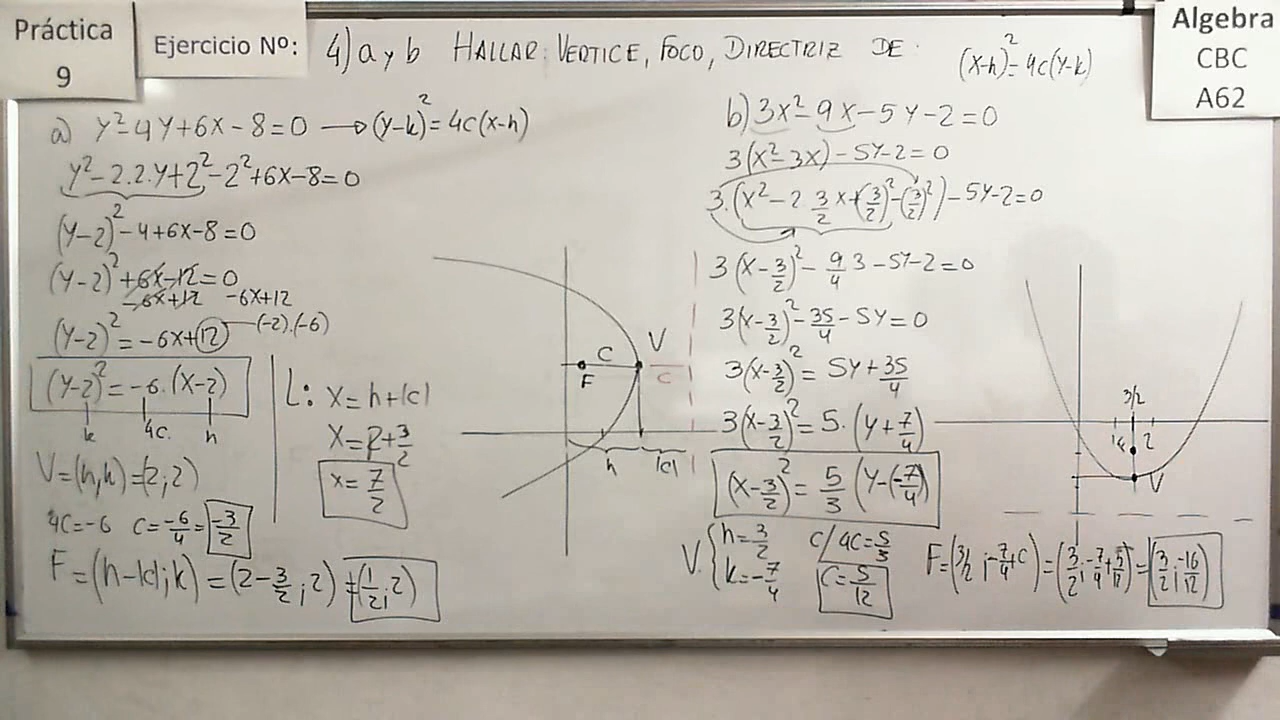 Práctica
9
Ejercicio Nº:
4) a y b HALLAR: VERTICE, FOCO, DIRECTRIZ DE:
(x-h)² = 4c(y-k)
Algebra
CBC
A62
a) y² - 4y + 6x - 8 = 0 → (y-k)² = 4c(x-h)
y² - 2.2.y + 2² - 2² + 6x - 8 = 0
(y-2)² - 4 + 6x - 8 = 0
(y-2)² + 6x - 12 = 0
-6x+12 -6x+12
(y-2)² = -6x + 12 (-2).(-6)
(y-2)² = -6.(x-2)
k 4c h
V = (h,k) = (2;2)
4c = -6 c = -6/4 = -3/2
F = (h-|c|;k) = (2-3/2;2) = (1/2;2)
L: x = h+|c|
x = 2+3/2
x = 7/2
c V
F c
h |c|
b) 3x² - 9x - 5y - 2 = 0
3(x² - 3x) - 5y - 2 = 0
3.(x² - 2 3/2 x + (3/2)² - (3/2)²) - 5y - 2 = 0
3(x-3/2)² - 9/4 3 - 5y - 2 = 0
3(x-3/2)² - 35/4 - 5y = 0
3(x-3/2)² = 5y + 35/4
3(x-3/2)² = 5.(y+7/4)
(x-3/2)² = 5/3 (y-(-7/4))
V: { h = 3/2
k = -7/4
c/ 4c = 5/3
c = 5/12
3/2
2
V
F = (3/2;-7/4+c) = (3/2;-7/4+5/12) = (3/2;-16/12)